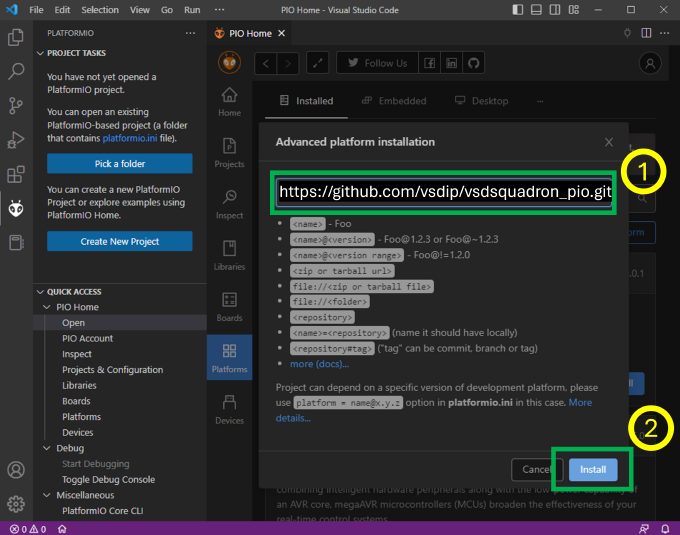 File Edit Selection View Go Run ... PIO Home - Visual Studio Code
PLATFORMIO ...
PIO Home
PROJECT TASKS
You have not yet opened a
PlatformIO project.
You can open an existing
PlatformIO-based project (a folder
that contains platformio.ini file).
Pick a folder
You can create a new PlatformIO
Project or explore examples using
PlatformIO Home.
Create New Project
QUICK ACCESS
PIO Home
Open
PIO Account
Inspect
Projects & Configuration
Libraries
Boards
Platforms
Devices
Debug
Start Debugging
Toggle Debug Console
Miscellaneous
PlatformIO Core CLI
Follow Us
Home
Projects
Inspect
Libraries
Boards
Platforms
Devices
Installed Embedded Desktop ...
Advanced platform installation
1
https://github.com/vsdip/vsdsquadron_pio.git
<name> - Foo
<name>@<version> - Foo@1.2.3 or Foo@~1.2.3
<name>@<version range> - Foo@!=1.2.0
<zip or tarball url>
file://<zip or tarball file>
file://<folder>
<repository>
<name>=<repository> (name it should have locally)
<repository#tag> ("tag" can be commit, branch or tag)
more (docs)...
Project can depend on a specific version of development platform, please
use platform = name@x.y.z option in platformio.ini in this case. More
details...
2
Cancel Install
combining intelligent hardware peripherals along with the low-power capability of
an AVR core, megaAVR microcontrollers (MCUs) broaden the effectiveness of your
real-time control systems.
0 0